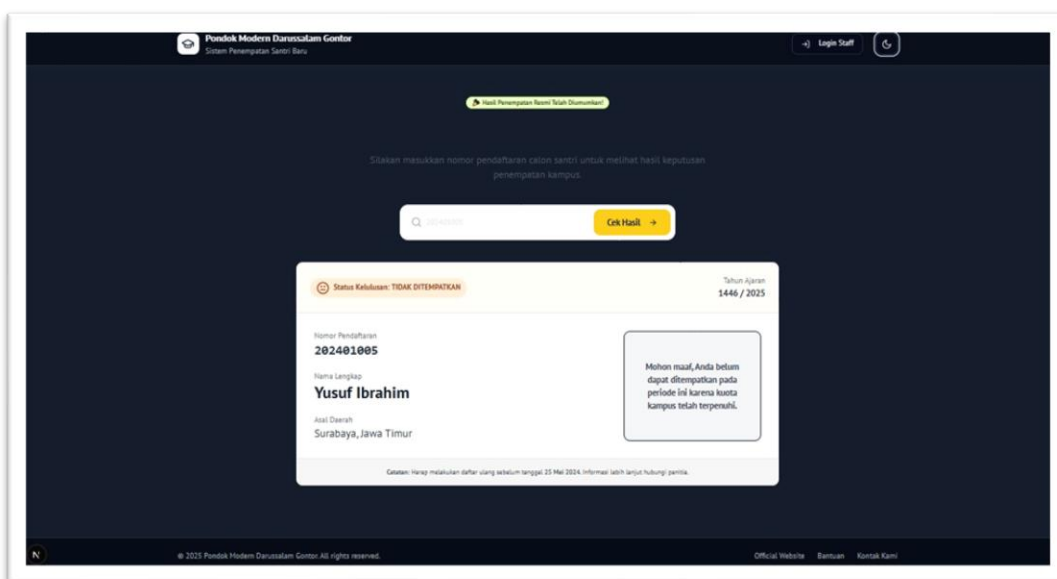 Pondok Modern Darussalam Gontor
Sistem Penempatan Santri Baru
Login Staff
Hasil Penempatan Resmi Telah Diumumkan!
Silakan masukkan nomor pendaftaran calon santri untuk melihat hasil keputusan
penempatan kampus.
Cek Hasil
Status Kelulusan: TIDAK DITEMPATKAN
Tahun Ajaran
1446 / 2025
Nomor Pendaftaran
202401005
Nama Lengkap
Yusuf Ibrahim
Asal Daerah
Surabaya, Jawa Timur
Mohon maaf, Anda belum
dapat ditempatkan pada
periode ini karena kuota
kampus telah terpenuhi.
Catatan: Harap melakukan daftar ulang sebelum tanggal 25 Mei 2024. Informasi lebih lanjut hubungi panitia.
N
© 2025 Pondok Modern Darussalam Gontor. All rights reserved.
Official Website Bantuan Kontak Kami